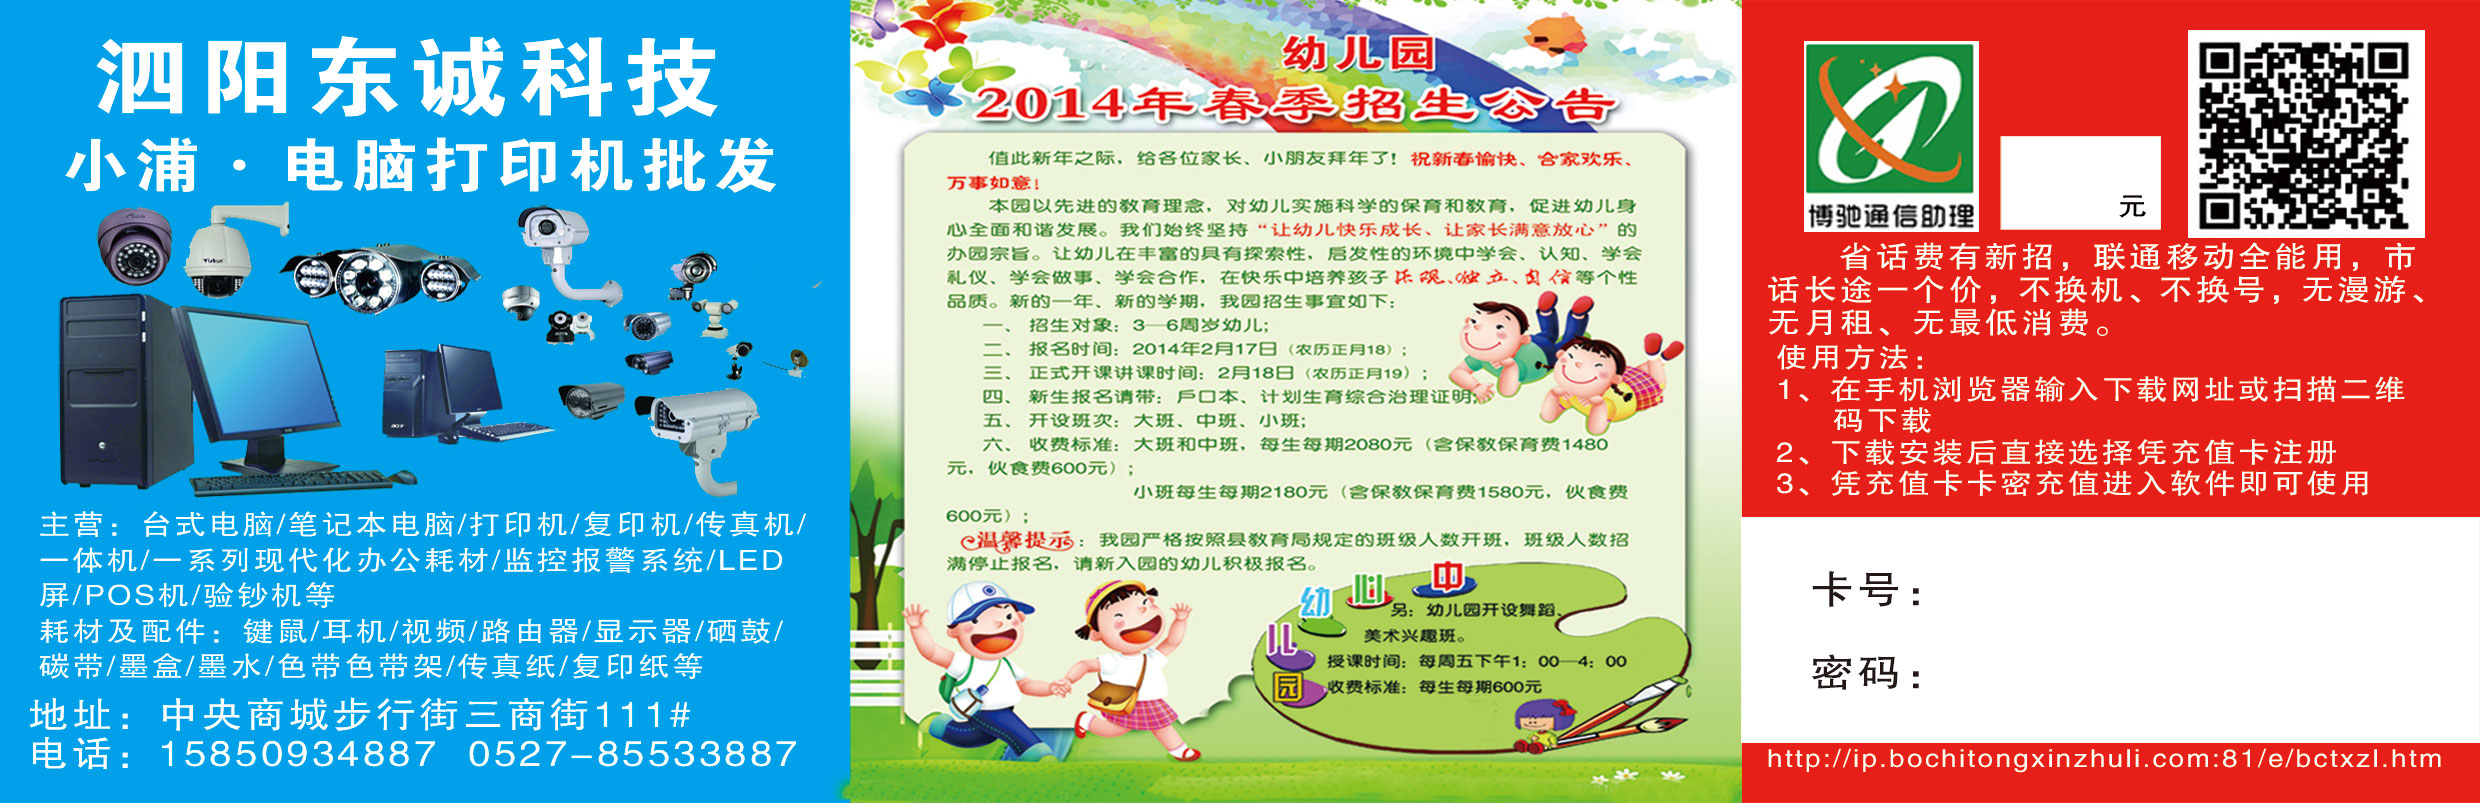 泗阳东诚科技
小浦·电脑打印机批发
主营：台式电脑/笔记本电脑/打印机/复印机/传真机/
一体机/一系列现代化办公耗材/监控报警系统/LED
屏/POS机/验钞机等
耗材及配件：键鼠/耳机/视频/路由器/显示器/硒鼓/
碳带/墨盒/墨水/色带色带架/传真纸/复印纸等
地址：中央商城步行街三商街111#
电话：15850934887 0527-85533887
幼儿园
2014年春季招生公告
值此新年之际，给各位家长、小朋友拜年了！祝新春愉快、合家欢乐、
万事如意！
本园以先进的教育理念，对幼儿实施科学的保育和教育，促进幼儿身
心全面和谐发展。我们始终坚持“让幼儿快乐成长、让家长满意放心”的
办园宗旨。让幼儿在丰富的具有探索性，启发性的环境中学会、认知、学会
礼仪、学会做事、学会合作，在快乐中培养孩子乐观、独立、自信等个性
品质。新的一年、新的学期，我园招生事宜如下：
一、招生对象：3—6周岁幼儿；
二、报名时间：2014年2月17日（农历正月18）；
三、正式开课讲课时间：2月18日（农历正月19）；
四、新生报名请带：户口本、计划生育综合治理证明；
五、开设班次：大班、中班、小班；
六、收费标准：大班和中班，每生每期2080元（含保教保育费1480
元，伙食费600元）；
小班每生每期2180元（含保教保育费1580元，伙食费
600元）；
温馨提示：我园严格按照县教育局规定的班级人数开班，班级人数招
满停止报名，请新入园的幼儿积极报名。
中心幼儿园
另：幼儿园开设舞蹈、
美术兴趣班。
授课时间：每周五下午1：00—4：00
收费标准：每生每期600元
博驰通信助理
元
省话费有新招，联通移动全能用，市
话长途一个价，不换机、不换号，无漫游、
无月租、无最低消费。
使用方法：
1、在手机浏览器输入下载网址或扫描二维
码下载
2、下载安装后直接选择凭充值卡注册
3、凭充值卡卡密充值进入软件即可使用
卡号：
密码：
http://ip.bochitongxinzhuli.com:81/e/bctxzl.htm